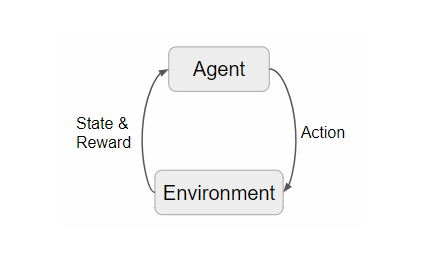 Agent
State &
Reward
Action
Environment